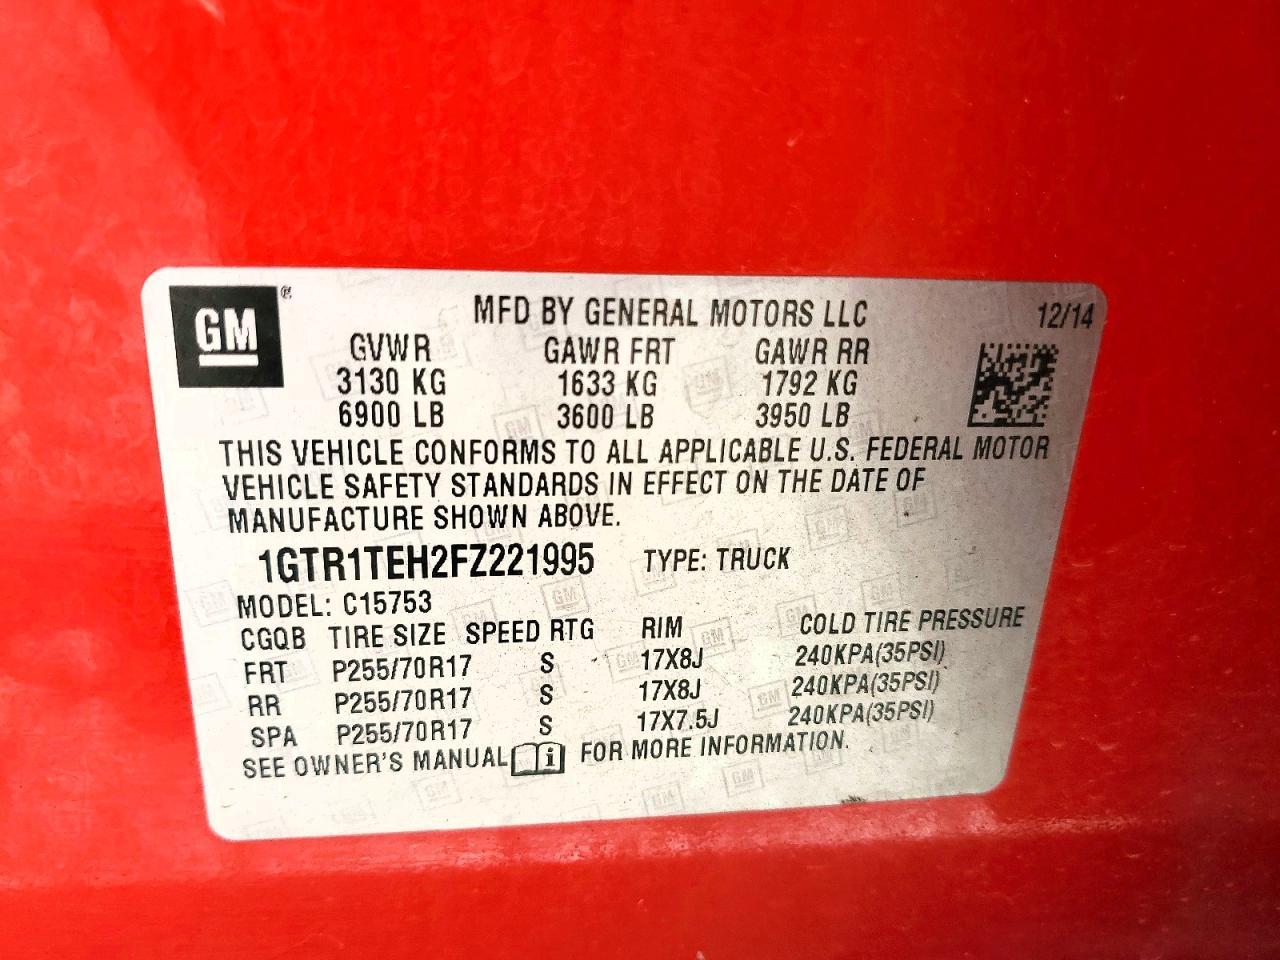 GM®
MFD BY GENERAL MOTORS LLC 12/14
GVWR GAWR FRT GAWR RR
3130 KG 1633 KG 1792 KG
6900 LB 3600 LB 3950 LB
THIS VEHICLE CONFORMS TO ALL APPLICABLE U.S. FEDERAL MOTOR
VEHICLE SAFETY STANDARDS IN EFFECT ON THE DATE OF
MANUFACTURE SHOWN ABOVE.
1GTR1TEH2FZ221995 TYPE: TRUCK
MODEL: C15753
CGQB TIRE SIZE SPEED RTG RIM COLD TIRE PRESSURE
FRT P255/70R17 S 17X8J 240KPA(35PSI)
RR P255/70R17 S 17X8J 240KPA(35PSI)
SPA P255/70R17 S 17X7.5J 240KPA(35PSI)
SEE OWNER'S MANUAL i FOR MORE INFORMATION.